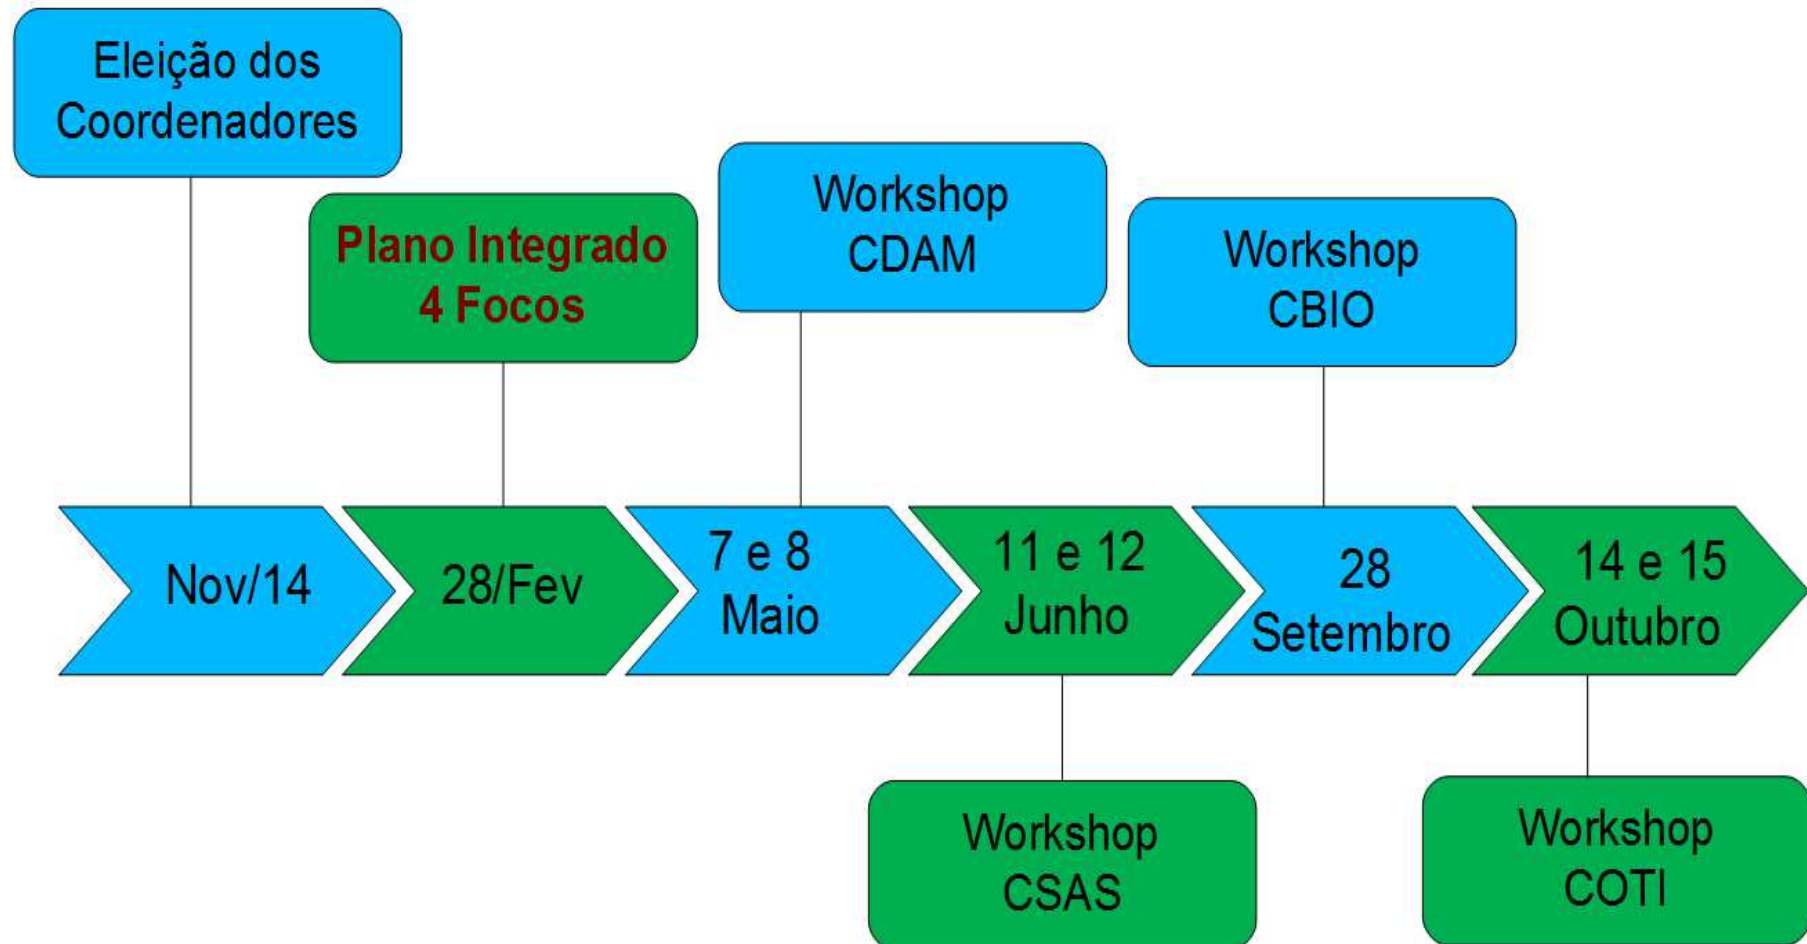 Eleição dos
Coordenadores
Plano Integrado
4 Focos
Workshop
CDAM
Workshop
CBIO
Nov/14
28/Fev
7 e 8
Maio
11 e 12
Junho
28
Setembro
14 e 15
Outubro
Workshop
CSAS
Workshop
COTI